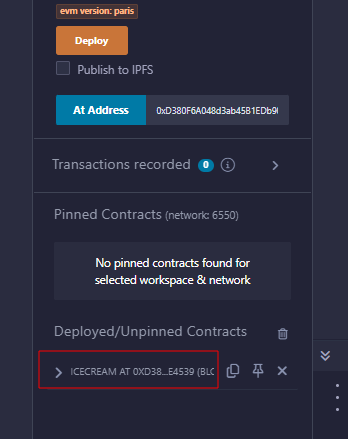 evm version: paris
Deploy
Publish to IPFS
At Address 0xD380F6A048d3ab45B1EDb9
Transactions recorded 0 i
Pinned Contracts (network: 6550)
No pinned contracts found for
selected workspace & network
Deployed/Unpinned Contracts
ICECREAM AT 0XD38...E4539 (BLO